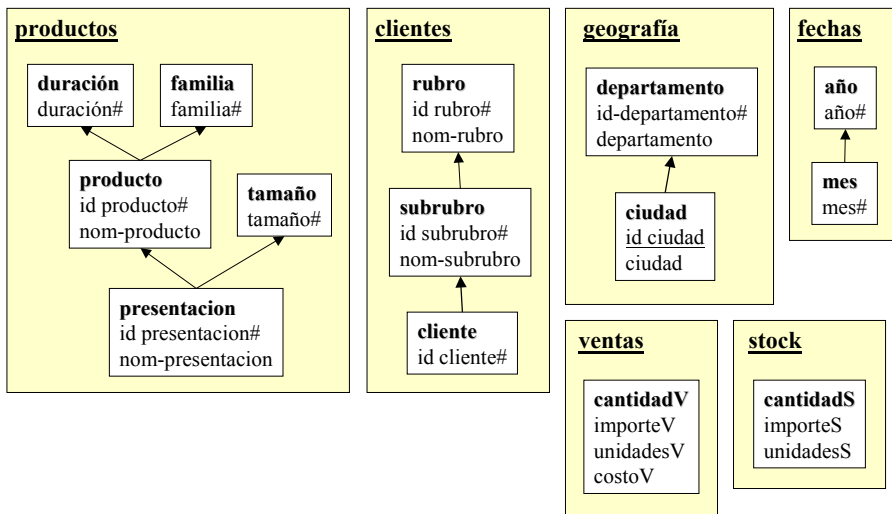 productos
duración
duración#
familia
familia#
producto
id producto#
nom-producto
tamaño
tamaño#
presentacion
id presentacion#
nom-presentacion
clientes
rubro
id rubro#
nom-rubro
subrubro
id subrubro#
nom-subrubro
cliente
id cliente#
geografía
departamento
id-departamento#
departamento
ciudad
id ciudad
ciudad
fechas
año
año#
mes
mes#
ventas
cantidadV
importeV
unidadesV
costoV
stock
cantidadS
importeS
unidadesS